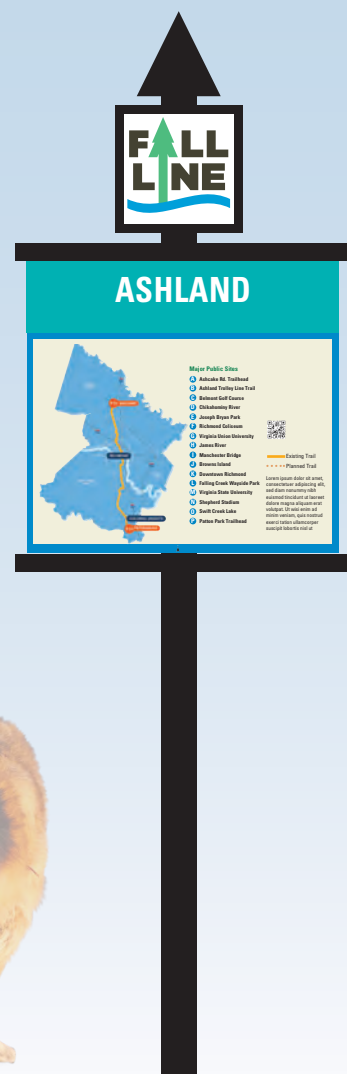 FALL
LINE
ASHLAND
Major Public Sites
A Ashcake Rd. Trailhead
B Ashland Trolley Line Trail
C Belmont Golf Course
D Chikahominy River
E Joseph Bryan Park
F Richmond Coliseum
G Virginia Union University
H James River
I Manchester Bridge
J Browns Island
K Downtown Richmond
L Falling Creek Wayside Park
M Virginia State University
N Shepherd Stadium
O Swift Creek Lake
P Patton Park Trailhead
Existing Trail
Planned Trail
Lorem ipsum dolor sit amet,
consectetuer adipiscing elit,
sed diam nonummy nibh
euismod tincidunt ut laoreet
dolore magna aliquam erat
volutpat. Ut wisi enim ad
minim veniam, quis nostrud
exerci tation ullamcorper
suscipit lobortis nisl ut